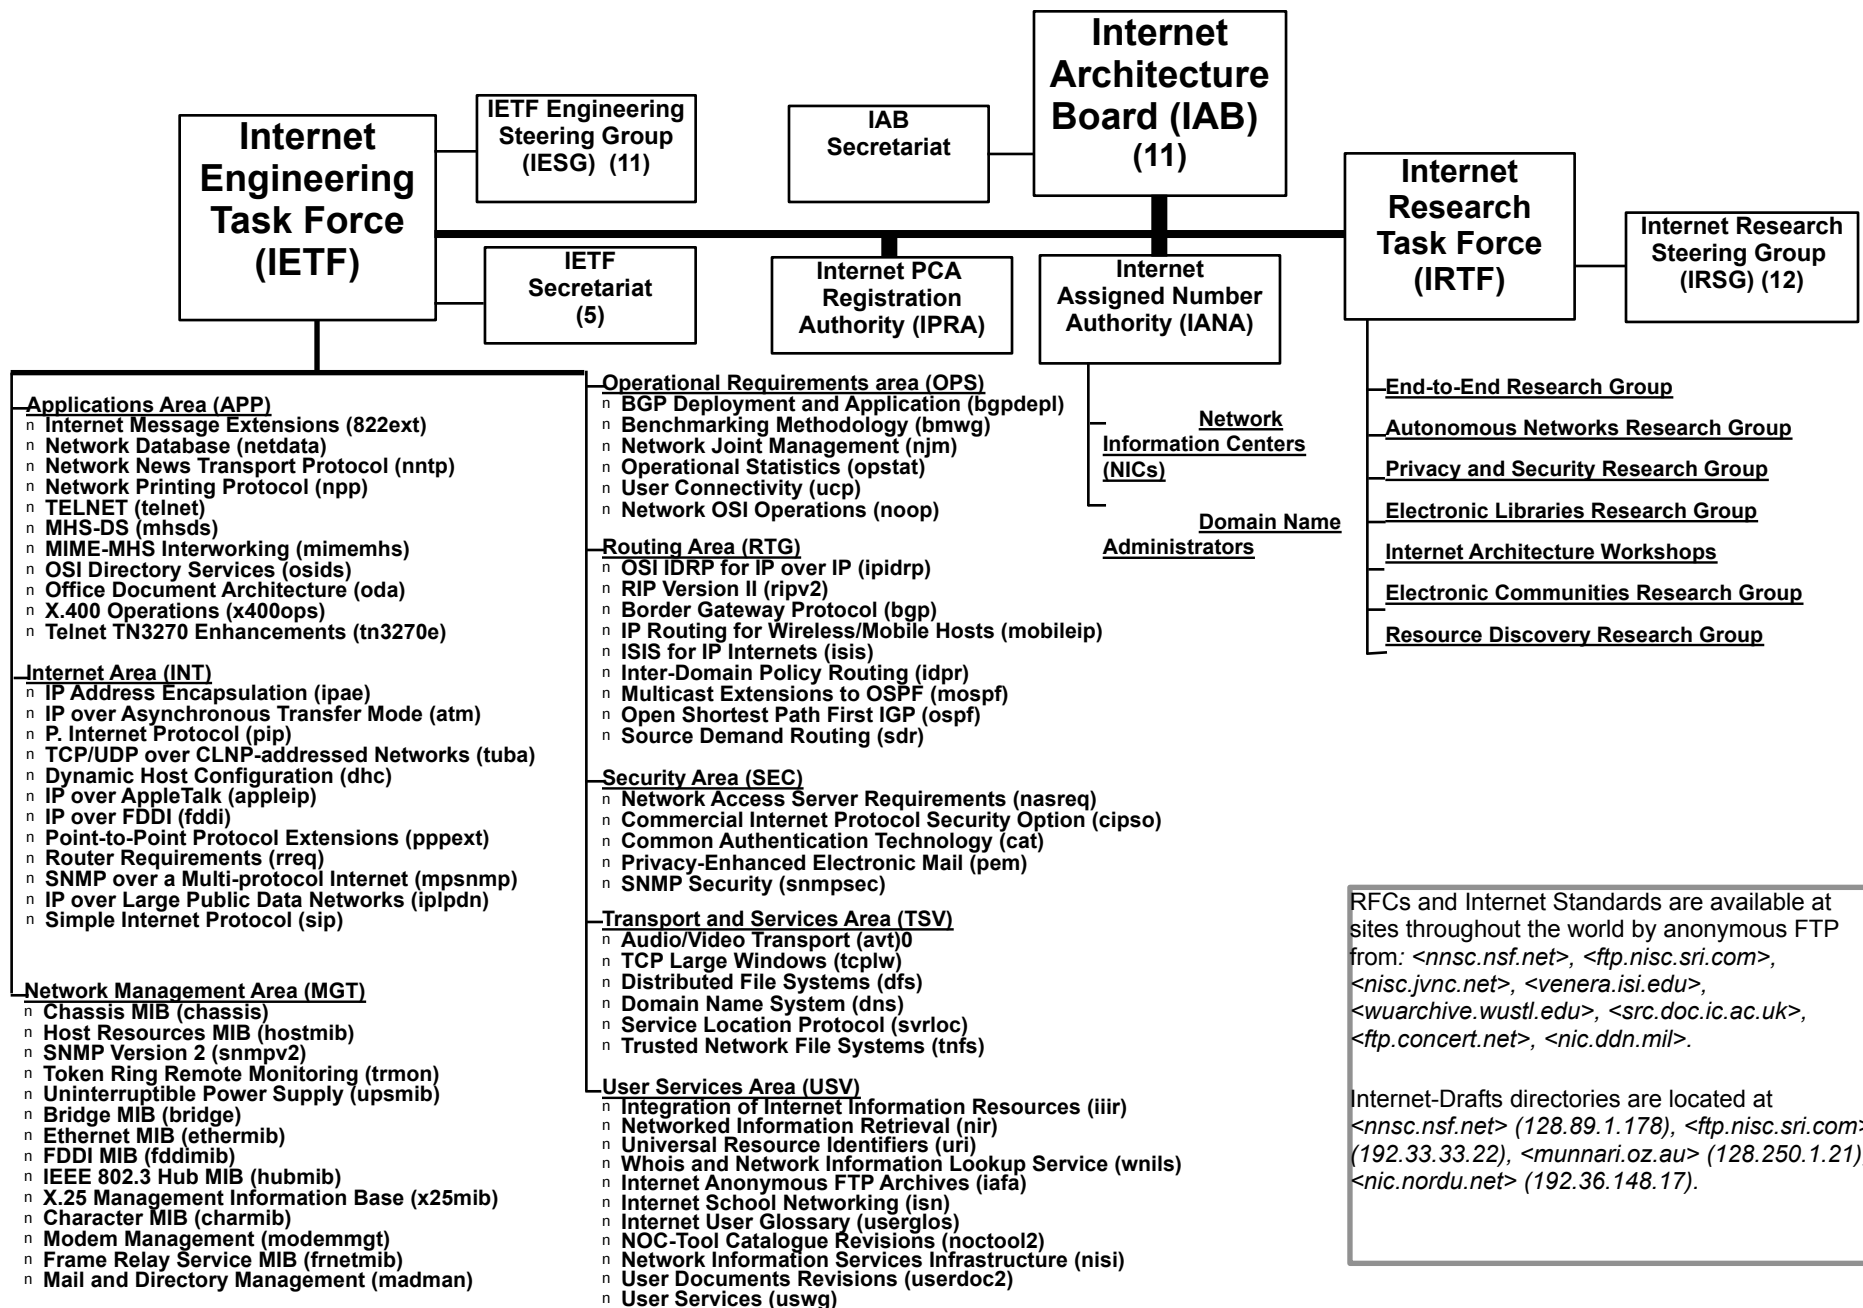 Internet
Architecture
Board (IAB)
(11)
IETF Engineering
Steering Group
(IESG) (11)
IAB
Secretariat
Internet
Engineering
Task Force
(IETF)
Internet
Research
Task Force
(IRTF)
Internet Research
Steering Group
(IRSG) (12)
IETF
Secretariat
(5)
Internet PCA
Registration
Authority (IPRA)
Internet
Assigned Number
Authority (IANA)
Applications Area (APP)
n Internet Message Extensions (822ext)
n Network Database (netdata)
n Network News Transport Protocol (nntp)
n Network Printing Protocol (npp)
n TELNET (telnet)
n MHS-DS (mhsds)
n MIME-MHS Interworking (mimemhs)
n OSI Directory Services (osids)
n Office Document Architecture (oda)
n X.400 Operations (x400ops)
n Telnet TN3270 Enhancements (tn3270e)
Internet Area (INT)
n IP Address Encapsulation (ipae)
n IP over Asynchronous Transfer Mode (atm)
n P. Internet Protocol (pip)
n TCP/UDP over CLNP-addressed Networks (tuba)
n Dynamic Host Configuration (dhc)
n IP over AppleTalk (appleip)
n IP over FDDI (fddi)
n Point-to-Point Protocol Extensions (pppext)
n Router Requirements (rreq)
n SNMP over a Multi-protocol Internet (mpsnmp)
n IP over Large Public Data Networks (iplpdn)
n Simple Internet Protocol (sip)
Network Management Area (MGT)
n Chassis MIB (chassis)
n Host Resources MIB (hostmib)
n SNMP Version 2 (snmpv2)
n Token Ring Remote Monitoring (trmon)
n Uninterruptible Power Supply (upsmib)
n Bridge MIB (bridge)
n Ethernet MIB (ethermib)
n FDDI MIB (fddimib)
n IEEE 802.3 Hub MIB (hubmib)
n X.25 Management Information Base (x25mib)
n Character MIB (charmib)
n Modem Management (modemmgt)
n Frame Relay Service MIB (frnetmib)
n Mail and Directory Management (madman)
Operational Requirements area (OPS)
n BGP Deployment and Application (bgpdepl)
n Benchmarking Methodology (bmwg)
n Network Joint Management (njm)
n Operational Statistics (opstat)
n User Connectivity (ucp)
n Network OSI Operations (noop)
Routing Area (RTG)
n OSI IDRP for IP over IP (ipidrp)
n RIP Version II (ripv2)
n Border Gateway Protocol (bgp)
n IP Routing for Wireless/Mobile Hosts (mobileip)
n ISIS for IP Internets (isis)
n Inter-Domain Policy Routing (idpr)
n Multicast Extensions to OSPF (mospf)
n Open Shortest Path First IGP (ospf)
n Source Demand Routing (sdr)
Security Area (SEC)
n Network Access Server Requirements (nasreq)
n Commercial Internet Protocol Security Option (cipso)
n Common Authentication Technology (cat)
n Privacy-Enhanced Electronic Mail (pem)
n SNMP Security (snmpsec)
Transport and Services Area (TSV)
n Audio/Video Transport (avt)0
n TCP Large Windows (tcplw)
n Distributed File Systems (dfs)
n Domain Name System (dns)
n Service Location Protocol (svrloc)
n Trusted Network File Systems (tnfs)
User Services Area (USV)
n Integration of Internet Information Resources (iiir)
n Networked Information Retrieval (nir)
n Universal Resource Identifiers (uri)
n Whois and Network Information Lookup Service (wnils)
n Internet Anonymous FTP Archives (iafa)
n Internet School Networking (isn)
n Internet User Glossary (userglos)
n NOC-Tool Catalogue Revisions (noctool2)
n Network Information Services Infrastructure (nisi)
n User Documents Revisions (userdoc2)
n User Services (uswg)
Network
Information Centers
(NICs)
Domain Name
Administrators
End-to-End Research Group
Autonomous Networks Research Group
Privacy and Security Research Group
Electronic Libraries Research Group
Internet Architecture Workshops
Electronic Communities Research Group
Resource Discovery Research Group
RFCs and Internet Standards are available at
sites throughout the world by anonymous FTP
from: <nnsc.nsf.net>, <ftp.nisc.sri.com>,
<nisc.jvnc.net>, <venera.isi.edu>,
<wuarchive.wustl.edu>, <src.doc.ic.ac.uk>,
<ftp.concert.net>, <nic.ddn.mil>.
Internet-Drafts directories are located at
<nnsc.nsf.net> (128.89.1.178), <ftp.nisc.sri.com>
(192.33.33.22), <munnari.oz.au> (128.250.1.21)
<nic.nordu.net> (192.36.148.17).